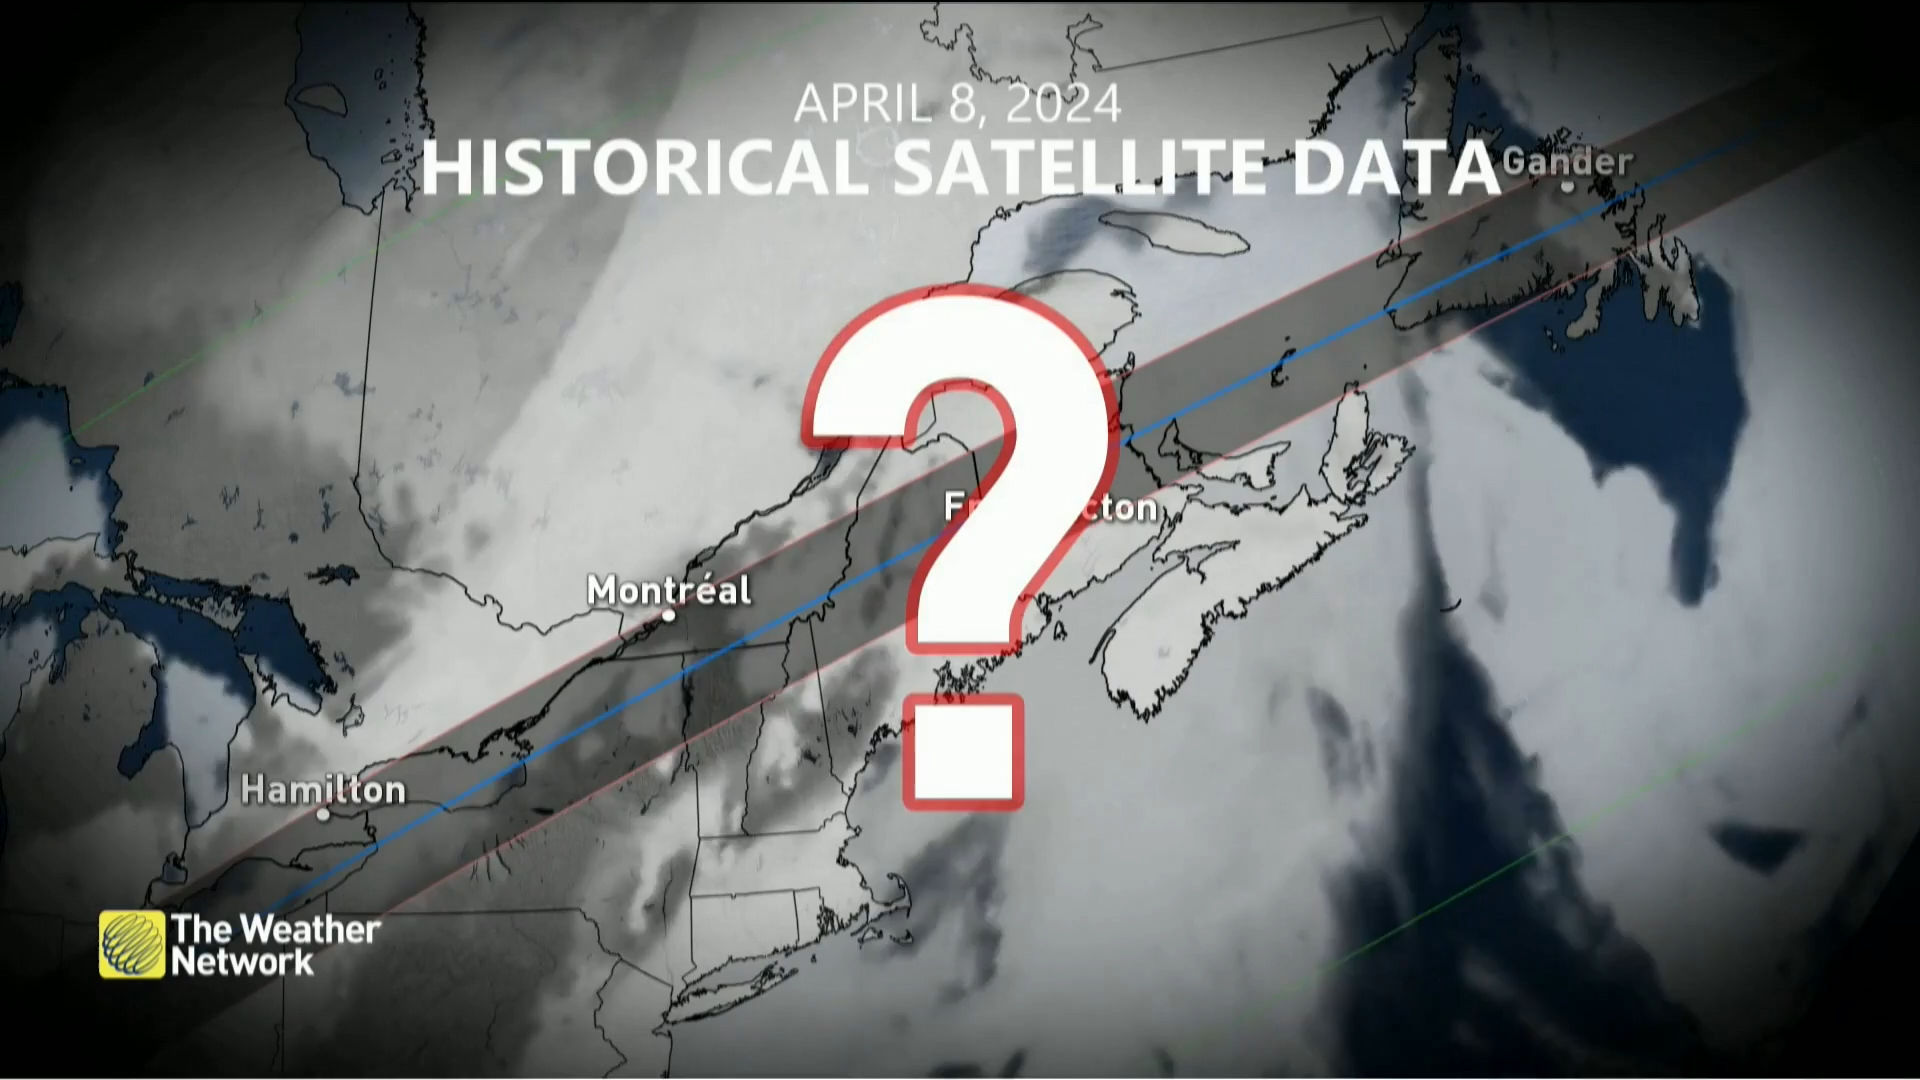 APRIL 8, 2024
HISTORICAL SATELLITE DATA
Gander
?
Montréal
Hamilton
The Weather
Network